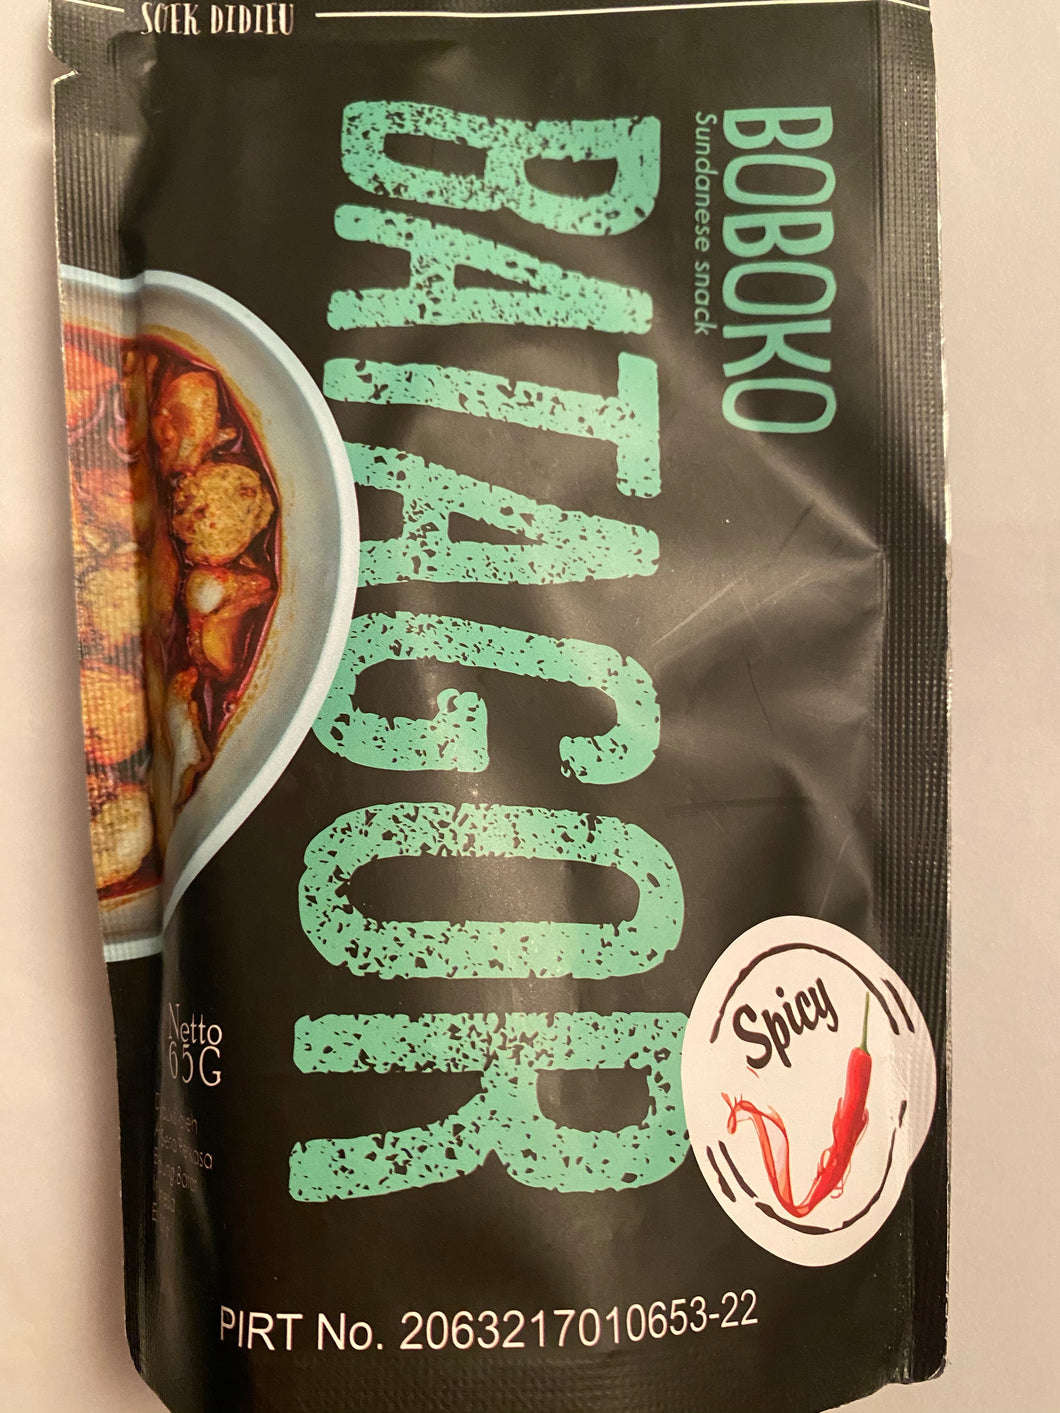 SOEK DIDIEU
BOBOKO
Sundanese snack
BATAGOR
Spicy
Netto
65G
PIRT No. 2063217010653-22